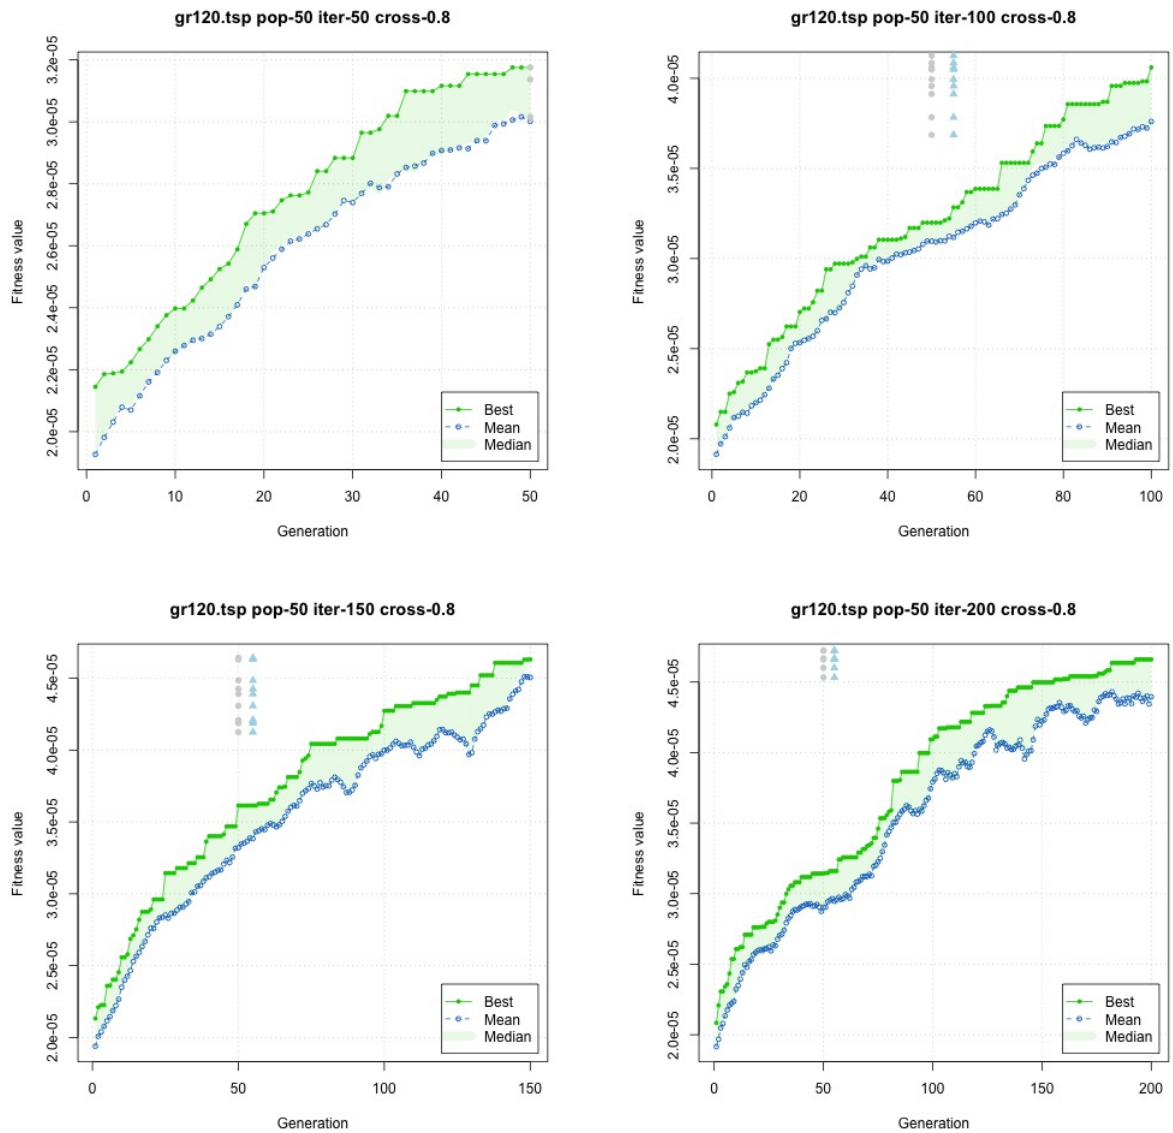 gr120.tsp pop-50 iter-50 cross-0.8
Fitness value
2.0e-05 2.2e-05 2.4e-05 2.6e-05 2.8e-05 3.0e-05 3.2e-05
Best
Mean
Median
0 10 20 30 40 50
Generation
gr120.tsp pop-50 iter-100 cross-0.8
Fitness value
2.0e-05 2.5e-05 3.0e-05 3.5e-05 4.0e-05
Best
Mean
Median
0 20 40 60 80 100
Generation
gr120.tsp pop-50 iter-150 cross-0.8
Fitness value
2.0e-05 2.5e-05 3.0e-05 3.5e-05 4.0e-05 4.5e-05
Best
Mean
Median
0 50 100 150
Generation
gr120.tsp pop-50 iter-200 cross-0.8
Fitness value
2.0e-05 2.5e-05 3.0e-05 3.5e-05 4.0e-05 4.5e-05
Best
Mean
Median
0 50 100 150 200
Generation